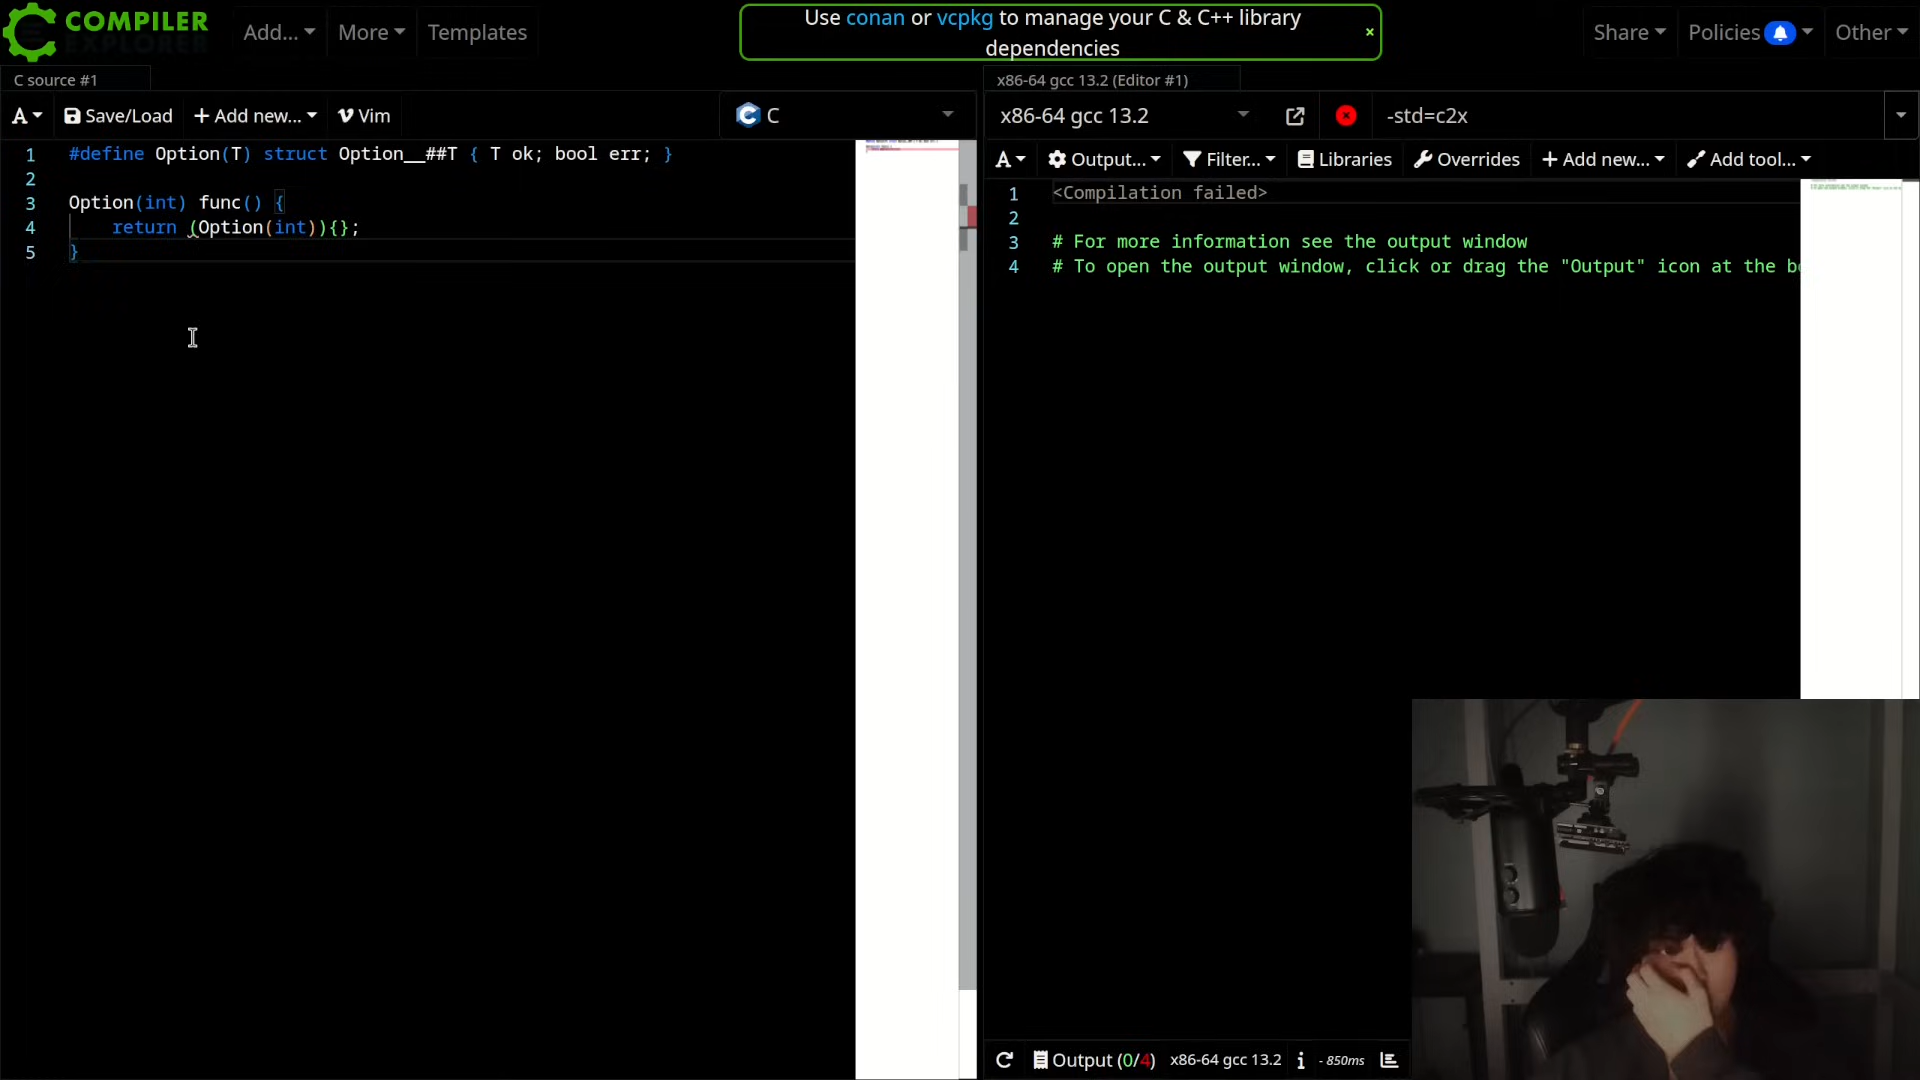 COMPILER
EXPLORER
Add...
More
Templates
Use conan or vcpkg to manage your C & C++ library
dependencies
×
Share
Policies
Other
C source #1
x86-64 gcc 13.2 (Editor #1)
A
Save/Load
+ Add new...
Vim
C
x86-64 gcc 13.2
-std=c2x
A
Output...
Filter...
Libraries
Overrides
+ Add new...
Add tool...
1 #define Option(T) struct Option__##T { T ok; bool err; }
2
3 Option(int) func() {
4 return (Option(int)){};
5 }
1 <Compilation failed>
2
3 # For more information see the output window
4 # To open the output window, click or drag the "Output" icon at the
Output (0/4)
x86-64 gcc 13.2
i
- 850ms